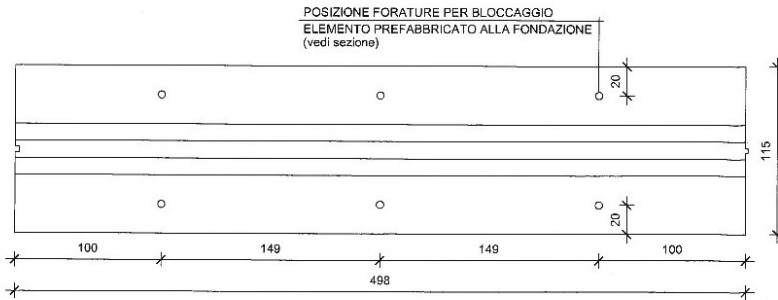 POSIZIONE FORATURE PER BLOCCAGGIO
ELEMENTO PREFABBRICATO ALLA FONDAZIONE
(vedi sezione)
20
115
20
100 149 149 100
498